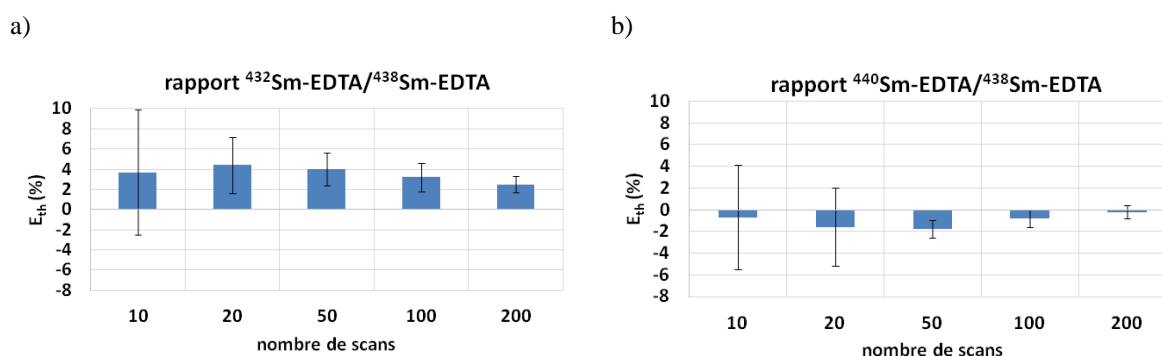 a)
rapport ⁴³²Sm-EDTA/⁴³⁸Sm-EDTA
10
8
6
4
2
0
-2
-4
-6
-8
E_th (%)
10 20 50 100 200
nombre de scans
b)
rapport ⁴⁴⁰Sm-EDTA/⁴³⁸Sm-EDTA
10
8
6
4
2
0
-2
-4
-6
-8
E_th (%)
10 20 50 100 200
nombre de scans